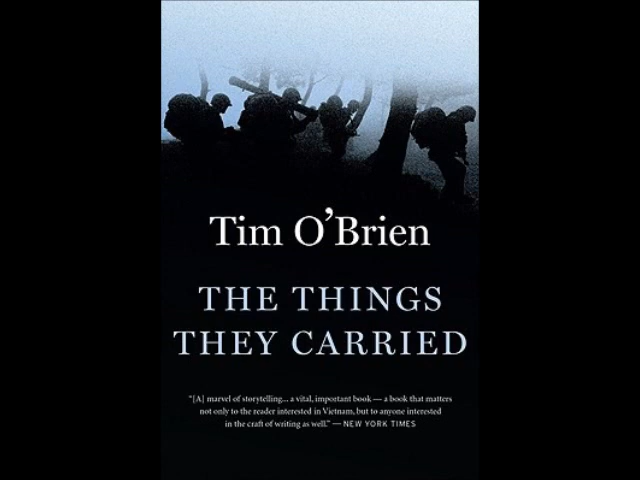 Tim O’Brien
THE THINGS
THEY CARRIED
“[A] marvel of storytelling... a vital, important book — a book that matters
not only to the reader interested in Vietnam, but to anyone interested
in the craft of writing as well.” — NEW YORK TIMES